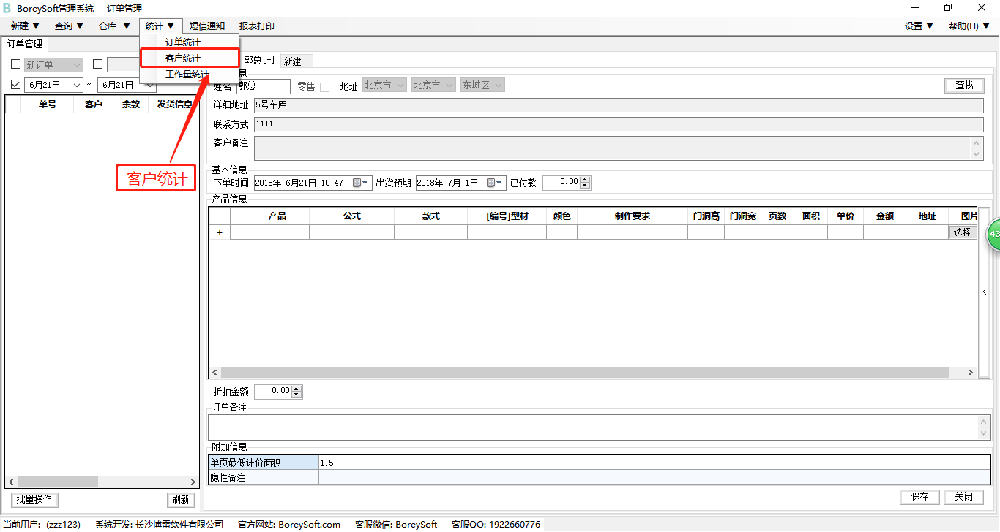 B BoreySoft管理系统 -- 订单管理
新建 ▼ 查询 ▼ 仓库 ▼ 统计 ▼ 短信通知 报表打印 设置 ▼ 帮助(H) ▼
订单管理
订单统计
客户统计
工作量统计
新订单
6月21日 ~ 6月21日
单号 客户 余款 发货信息
客户统计
郭总[+] 新建
息
姓名 郭总 零售 地址 北京市 北京市 东城区 查找
详细地址 5号车库
联系方式 1111
客户备注
基本信息
下单时间 2018年 6月21日 10:47 出货预期 2018年 7月 1日 已付款 0.00
产品信息
产品 公式 款式 [编号]型材 颜色 制作要求 门洞高 门洞宽 页数 面积 单价 金额 地址 图片
+ 选择.
43
折扣金额 0.00
订单备注
附加信息
单页最低计价面积 1.5
隐性备注
批量操作 刷新 保存 关闭
当前用户: (zzz123) 系统开发: 长沙博雷软件有限公司 官方网站: BoreySoft.com 客服微信: BoreySoft 客服QQ: 1922660776